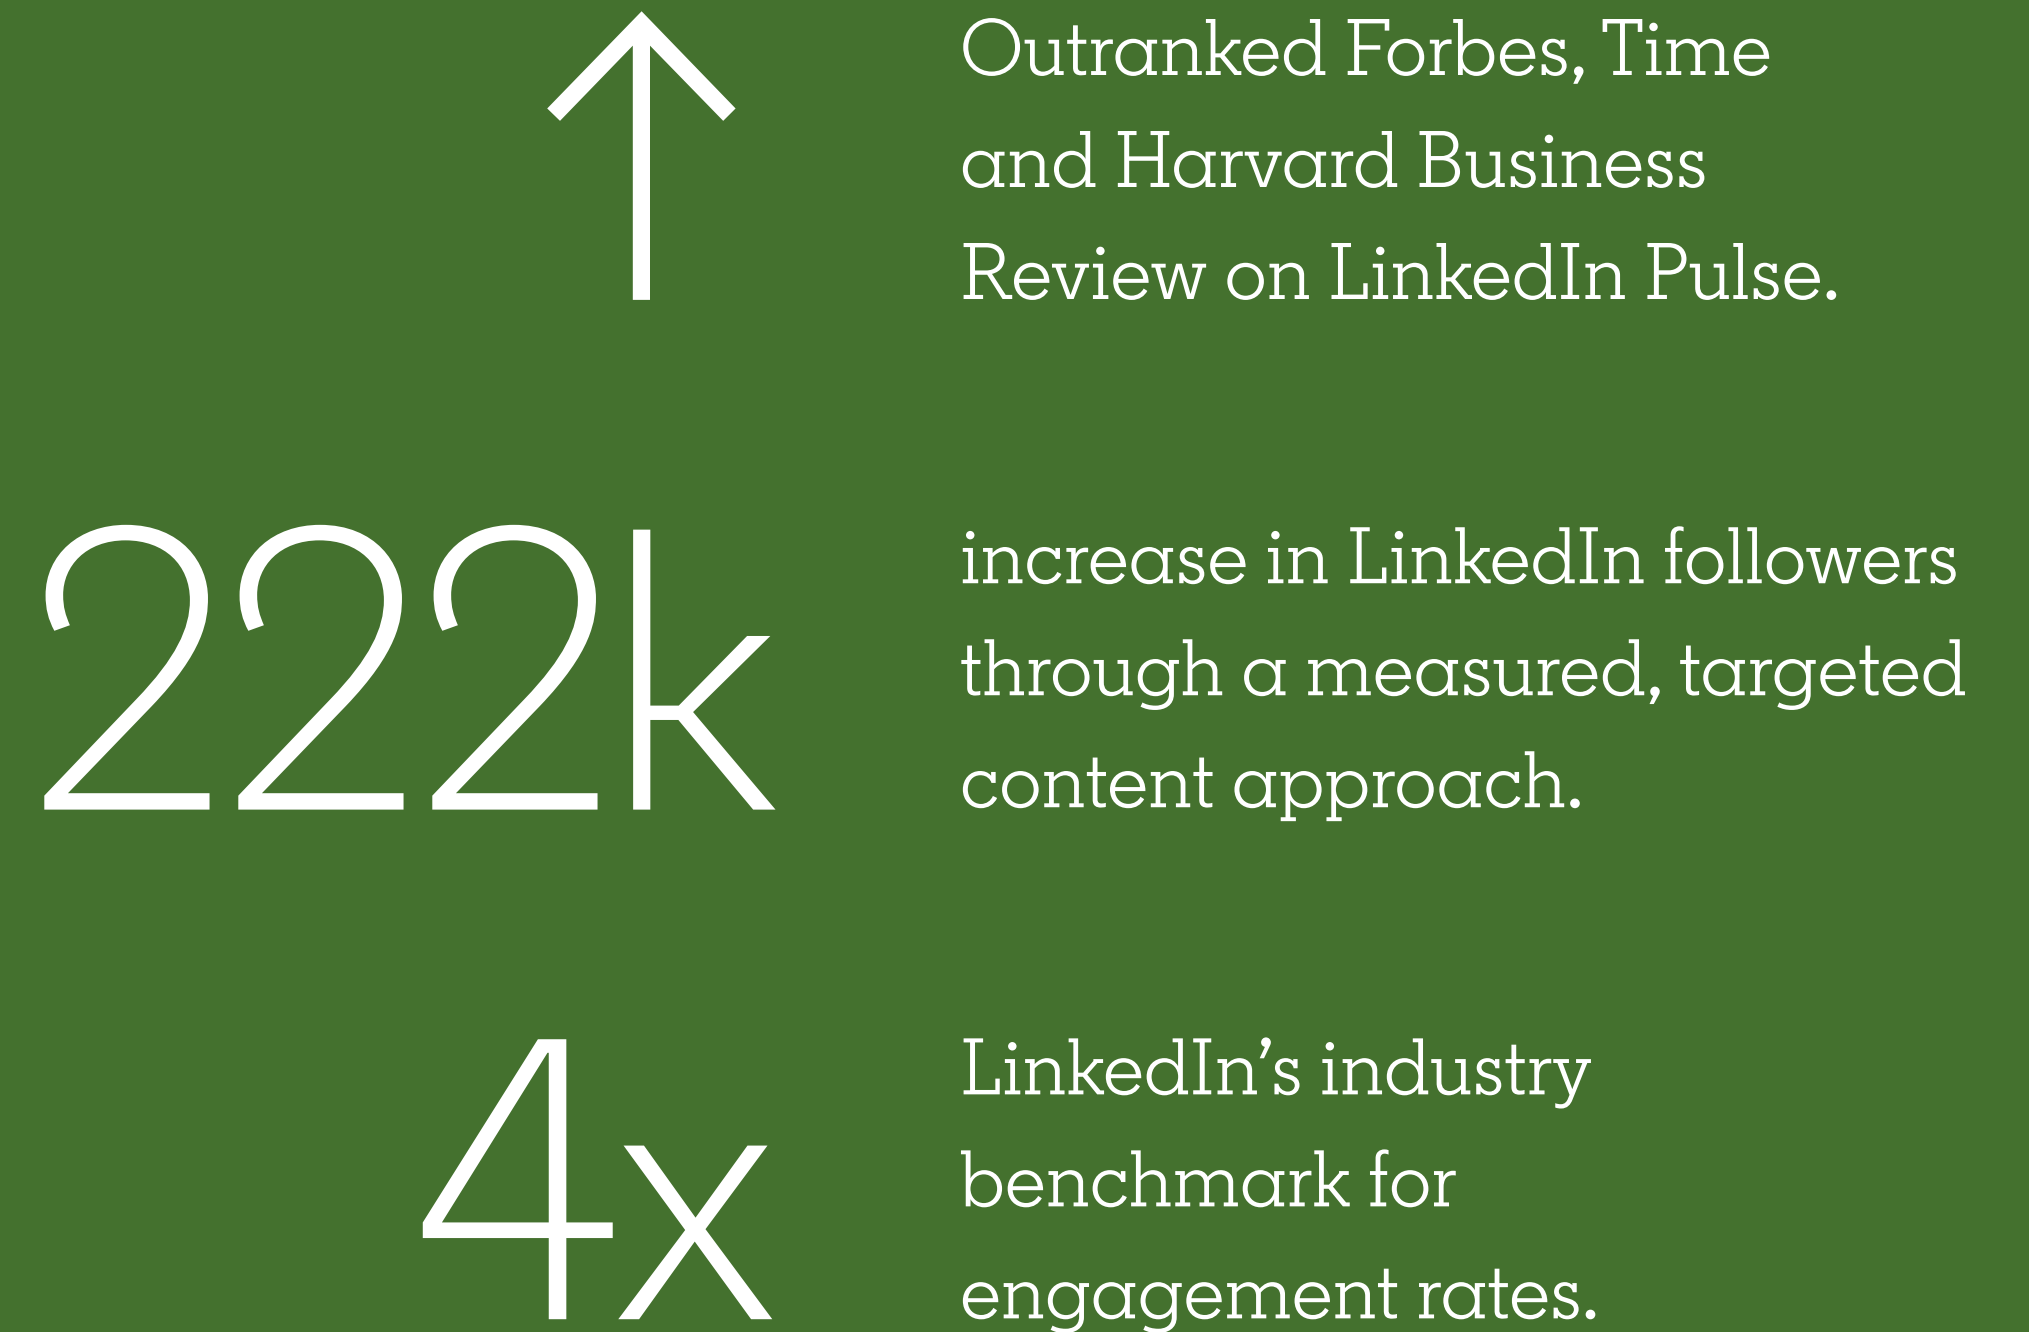 Outranked Forbes, Time
and Harvard Business
Review on LinkedIn Pulse.
222k
increase in LinkedIn followers
through a measured, targeted
content approach.
4x
LinkedIn’s industry
benchmark for
engagement rates.